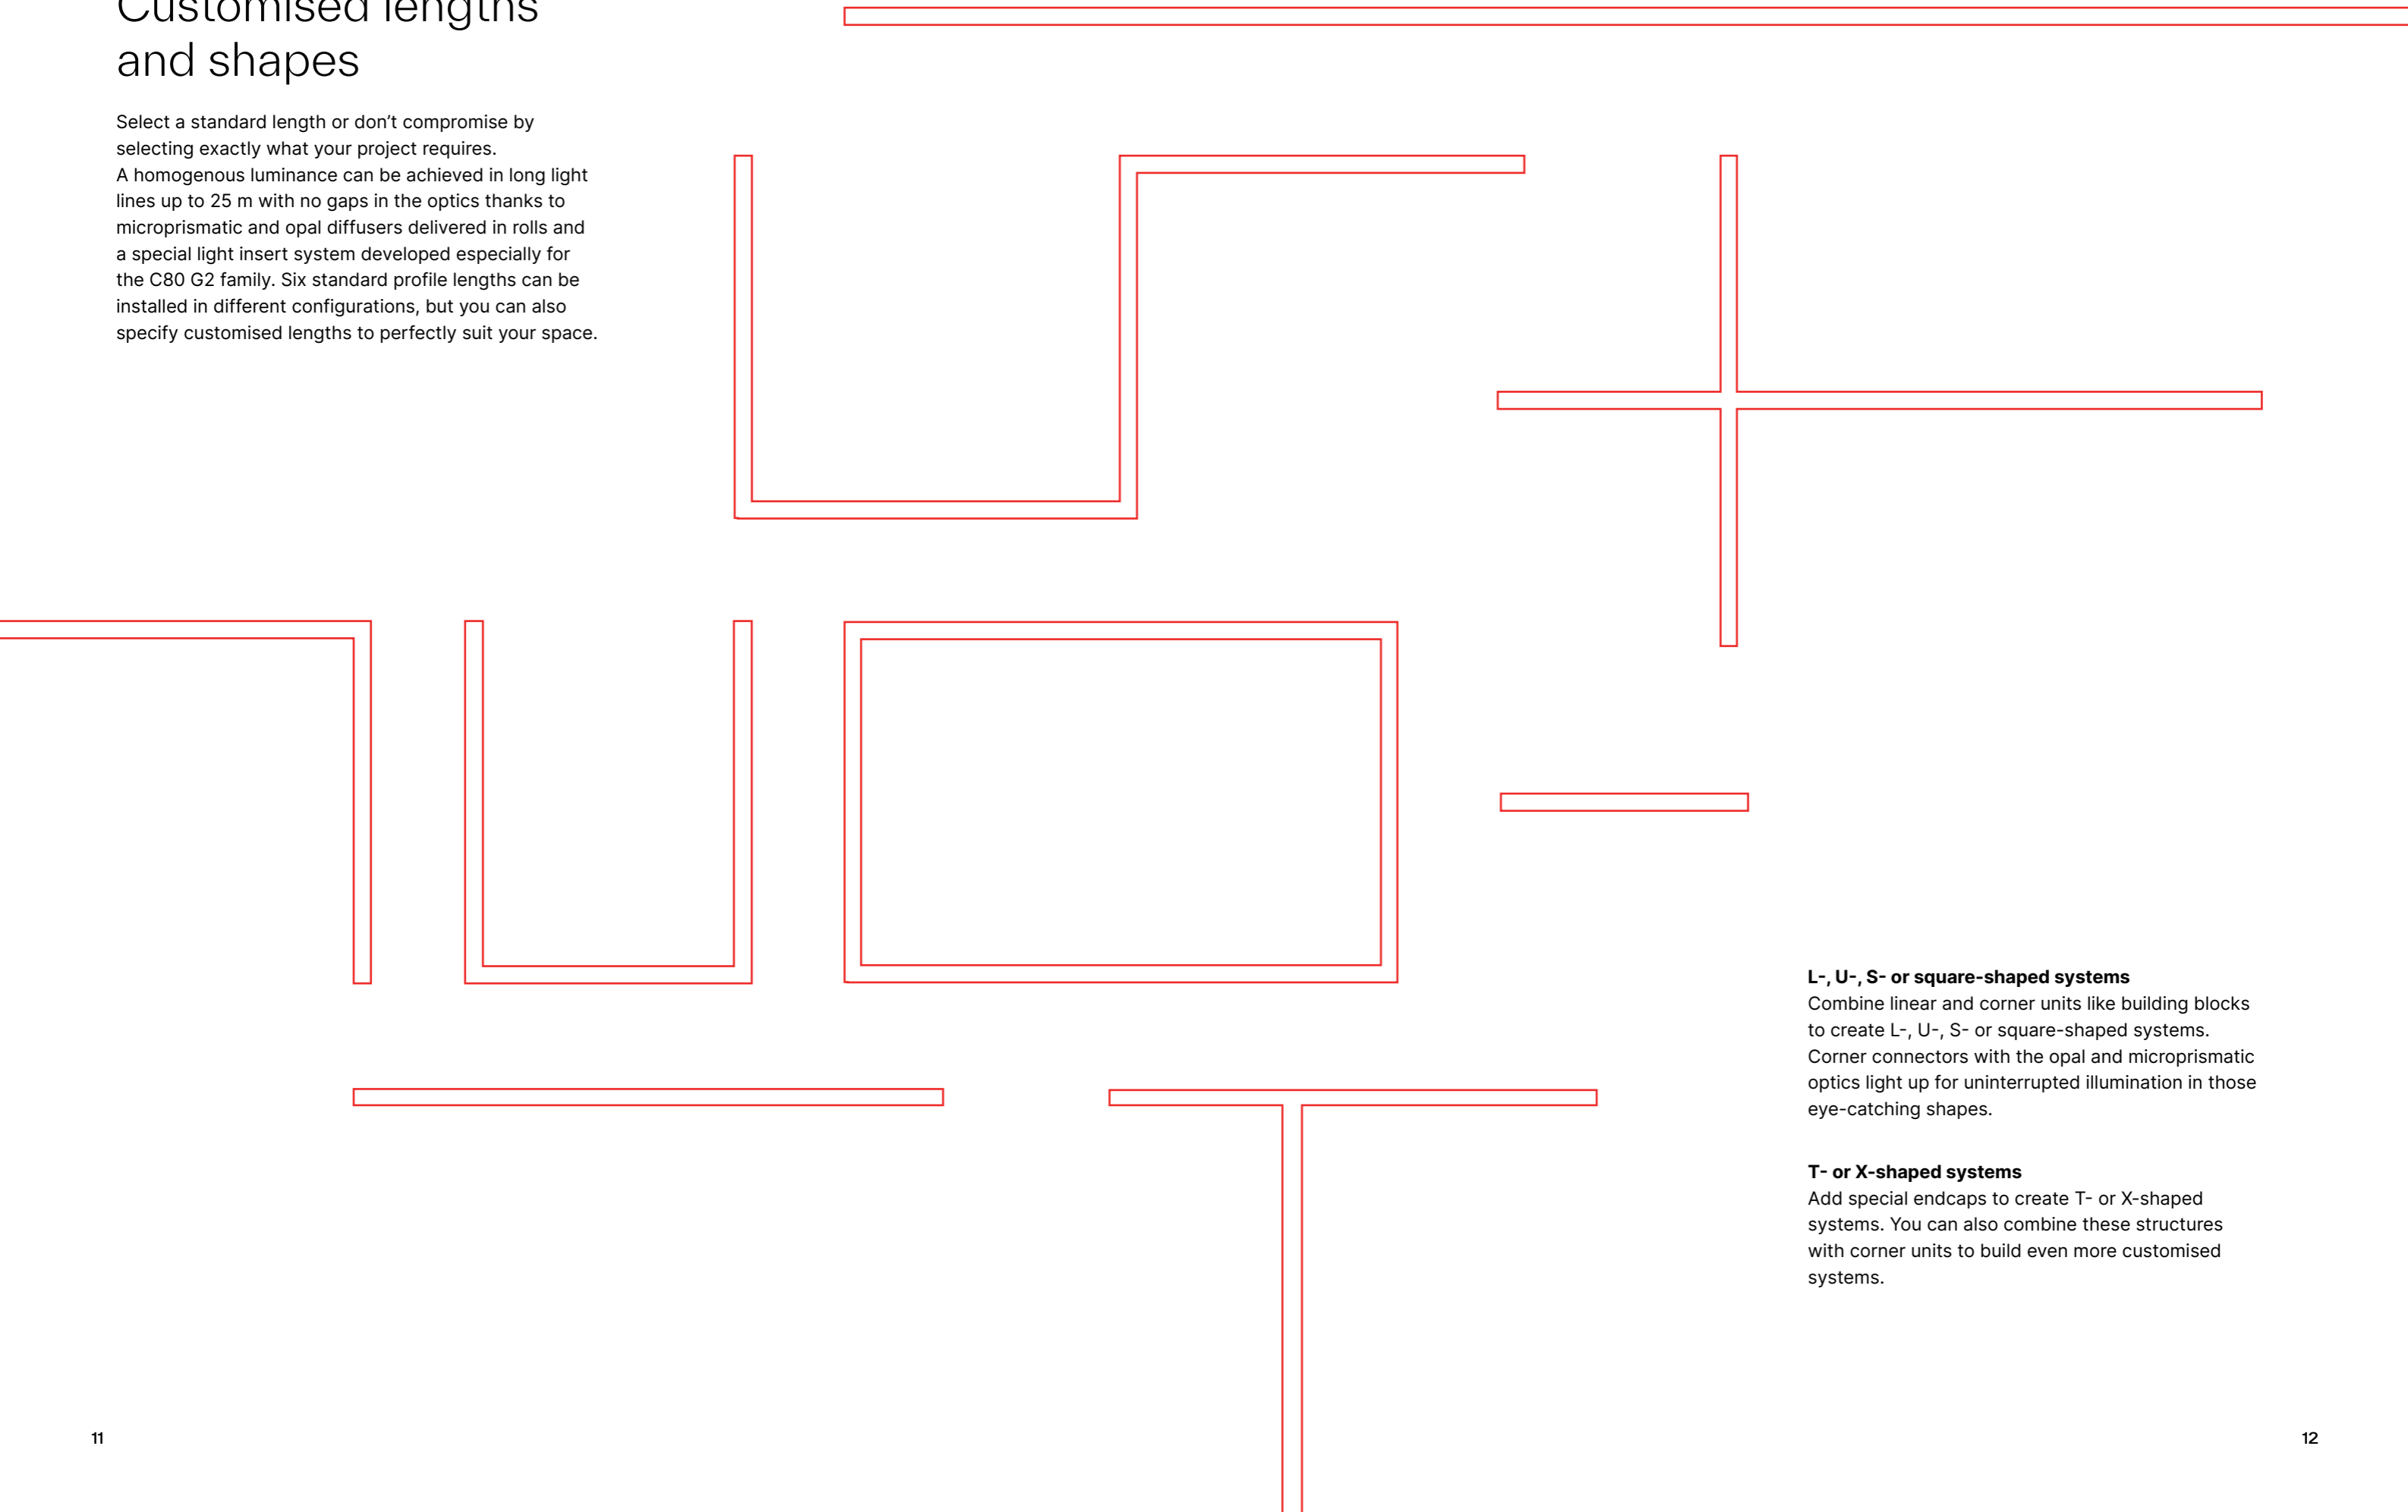 Customised lengths
and shapes
Select a standard length or don’t compromise by
selecting exactly what your project requires.
A homogenous luminance can be achieved in long light
lines up to 25 m with no gaps in the optics thanks to
microprismatic and opal diffusers delivered in rolls and
a special light insert system developed especially for
the C80 G2 family. Six standard profile lengths can be
installed in different configurations, but you can also
specify customised lengths to perfectly suit your space.
L-, U-, S- or square-shaped systems
Combine linear and corner units like building blocks
to create L-, U-, S- or square-shaped systems.
Corner connectors with the opal and microprismatic
optics light up for uninterrupted illumination in those
eye-catching shapes.
T- or X-shaped systems
Add special endcaps to create T- or X-shaped
systems. You can also combine these structures
with corner units to build even more customised
systems.
11
12